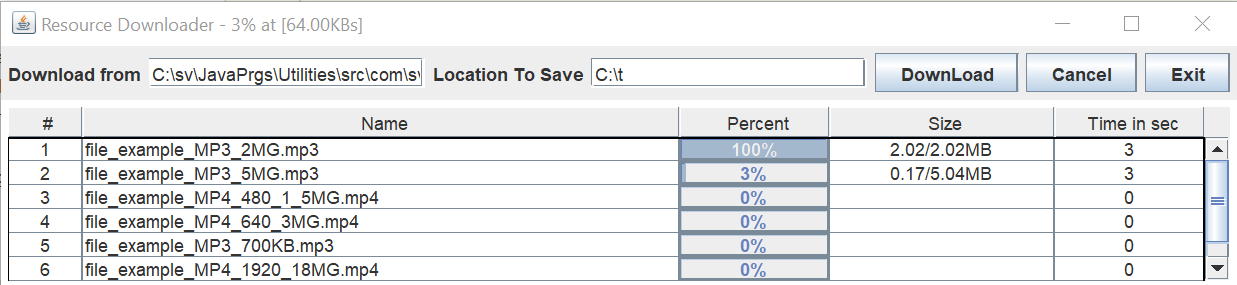 Resource Downloader - 3% at [64.00KBs]
Download from C:\sv\JavaPrgs\Utilities\src\com\s Location To Save C:\t DownLoad Cancel Exit
# Name Percent Size Time in sec
1 file_example_MP3_2MG.mp3 100% 2.02/2.02MB 3
2 file_example_MP3_5MG.mp3 3% 0.17/5.04MB 3
3 file_example_MP4_480_1_5MG.mp4 0% 0
4 file_example_MP4_640_3MG.mp4 0% 0
5 file_example_MP3_700KB.mp3 0% 0
6 file_example_MP4_1920_18MG.mp4 0% 0